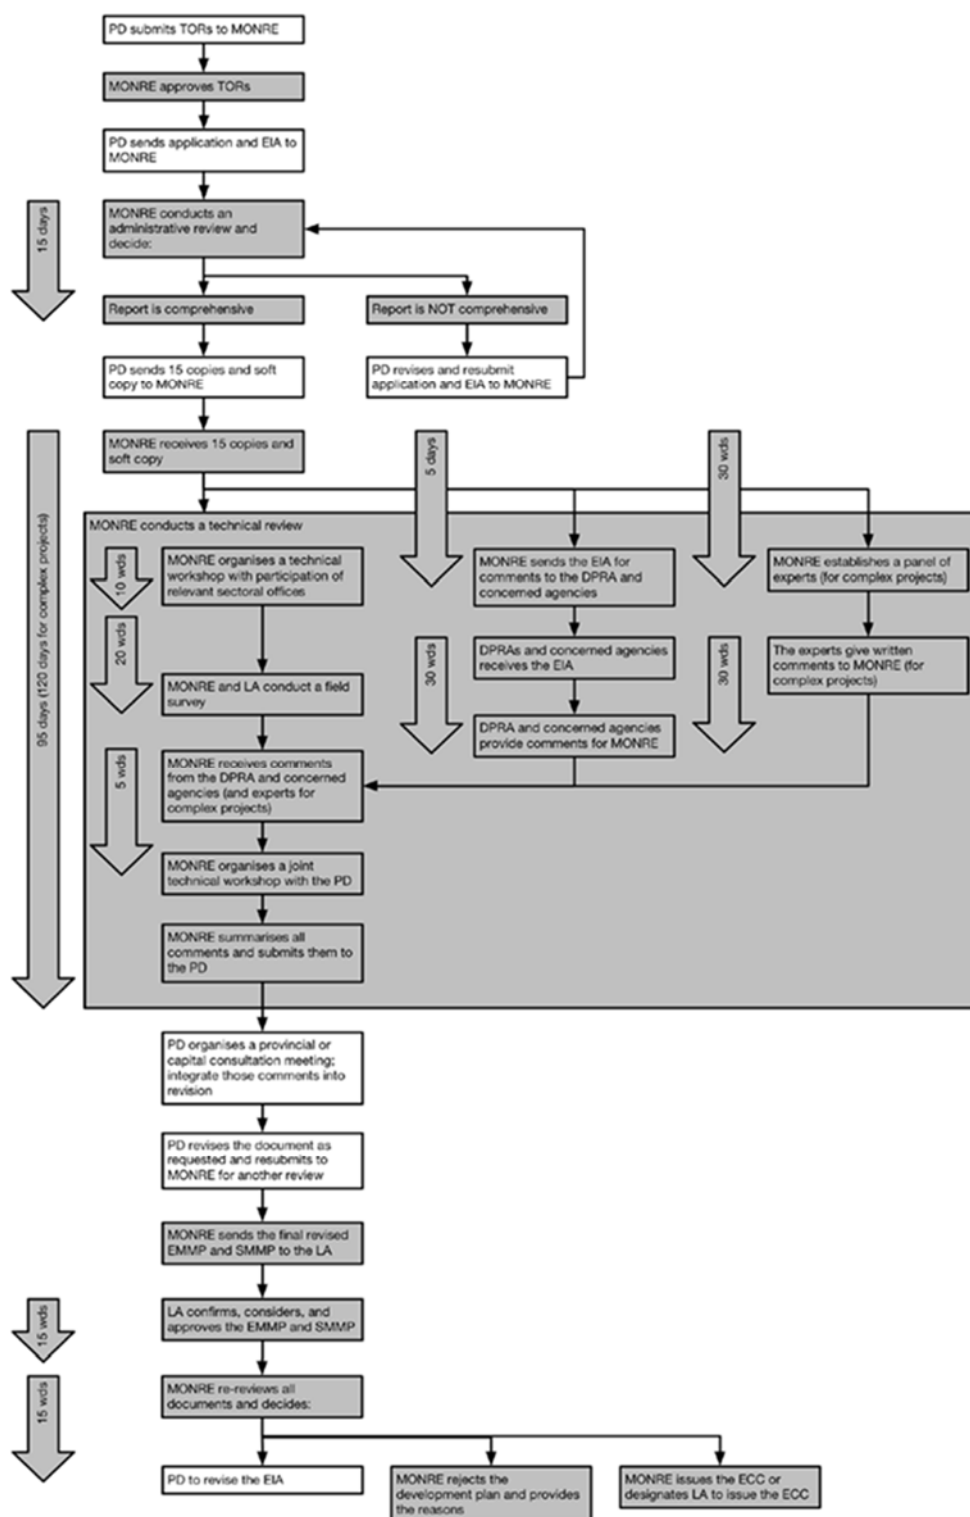 PD submits TORs to MONRE
MONRE approves TORs
PD sends application and EIA to
MONRE
15 days
MONRE conducts an
administrative review and
decide:
Report is comprehensive
Report is NOT comprehensive
PD sends 15 copies and soft
copy to MONRE
PD revises and resubmit
application and EIA to MONRE
95 days (120 days for complex projects)
MONRE receives 15 copies and
soft copy
5 days
30 wds
MONRE conducts a technical review
10 wds
MONRE organises a technical
workshop with participation of
relevant sectoral offices
MONRE sends the EIA for
comments to the DPRA and
concerned agencies
MONRE establishes a panel of
experts (for complex projects)
20 wds
MONRE and LA conduct a field
survey
30 wds
DPRAs and concerned agencies
receives the EIA
30 wds
The experts give written
comments to MONRE (for
complex projects)
DPRA and concerned agencies
provide comments for MONRE
5 wds
MONRE receives comments
from the DPRA and concerned
agencies (and experts for
complex projects)
MONRE organises a joint
technical workshop with the PD
MONRE summarises all
comments and submits them to
the PD
PD organises a provincial or
capital consultation meeting;
integrate those comments into
revision
PD revises the document as
requested and resubmits to
MONRE for another review
MONRE sends the final revised
EMMP and SMMP to the LA
15 wds
LA confirms, considers, and
approves the EMMP and SMMP
15 wds
MONRE re-reviews all
documents and decides:
PD to revise the EIA
MONRE rejects the
development plan and provides
the reasons
MONRE issues the ECC or
designates LA to issue the ECC